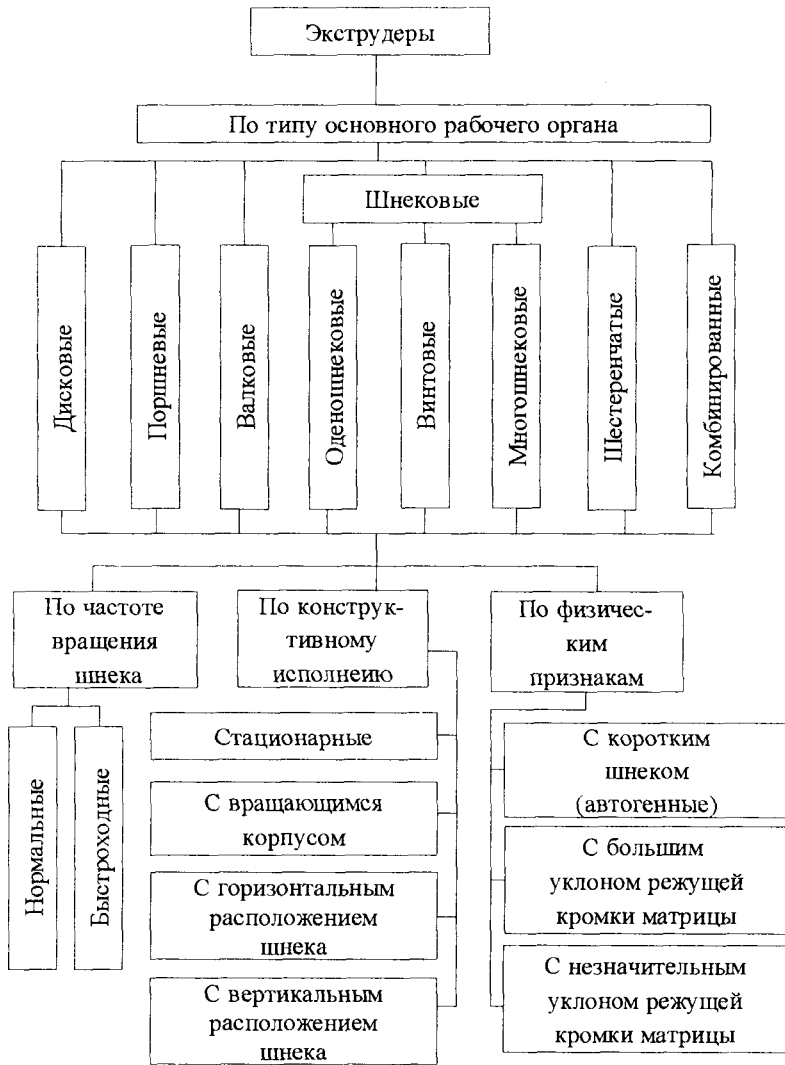 Экструдеры
По типу основного рабочего органа
Шнековые
Дисковые
Поршневые
Валковые
Оденошнековые
Винтовые
Многошнековые
Шестеренчатые
Комбинированные
По частоте
вращения
шнека
По конструк-
тивному
исполнеию
По физичес-
ким
признакам
Нормальные
Быстроходные
Стационарные
С вращающимся
корпусом
С горизонтальным
расположением
шнека
С вертикальным
расположением
шнека
С коротким
шнеком
(автогенные)
С большим
уклоном режущей
кромки матрицы
С незначительным
уклоном режущей
кромки матрицы